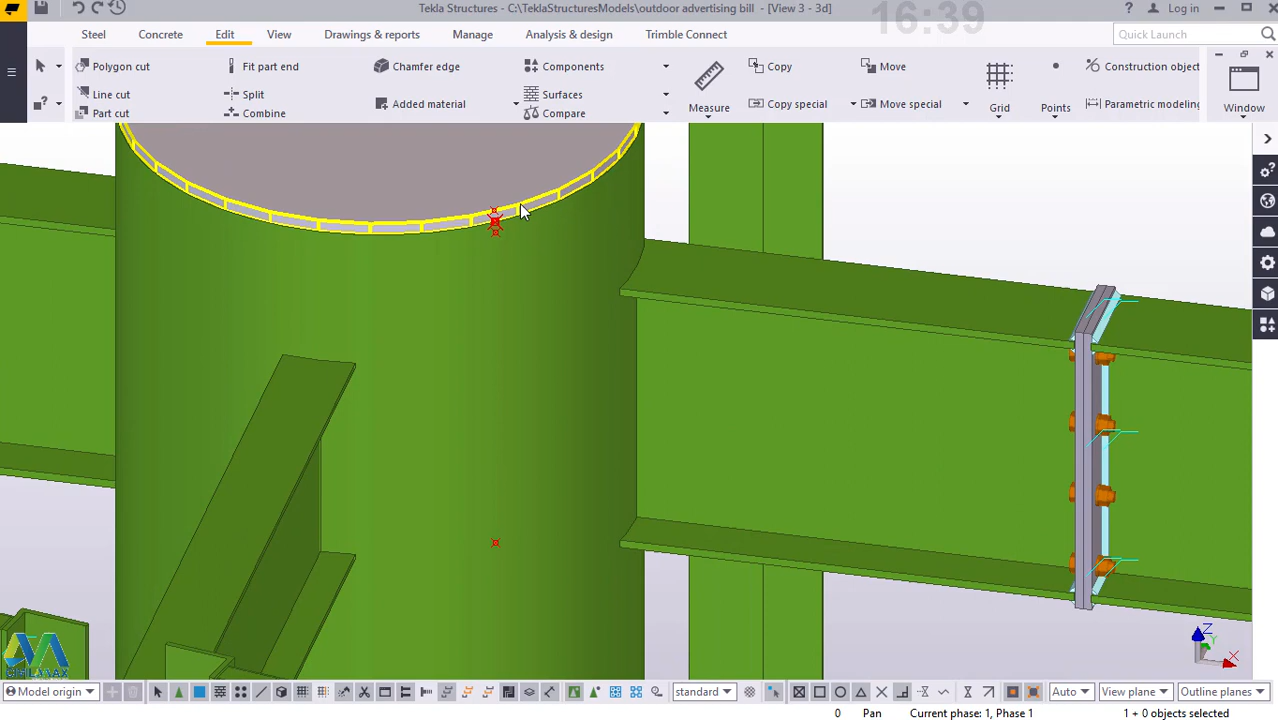 Tekla Structures - C:\TeklaStructuresModels\outdoor advertising bill - [View 3 - 3d]
16:39
Log in
Steel Concrete Edit View Drawings & reports Manage Analysis & design Trimble Connect Quick Launch
Polygon cut Fit part end Chamfer edge Components Copy Move Construction object
Line cut Split Added material Surfaces Measure Copy special Move special Grid Points Parametric modeling Window
Part cut Combine Compare
CIVILMAX
Z
Y
X
Model origin standard Auto View plane Outline planes
0 Pan Current phase: 1, Phase 1 1 + 0 objects selected